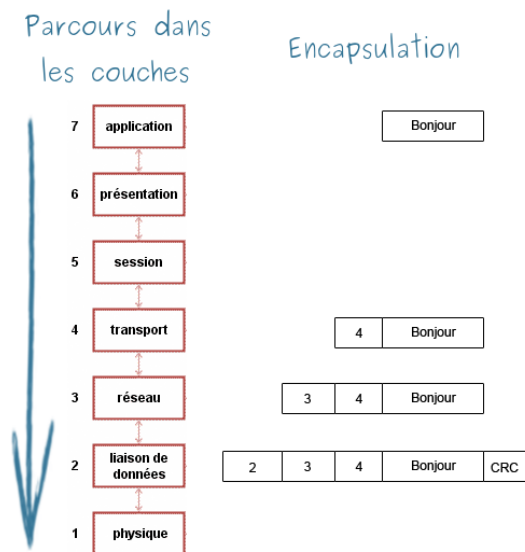 Parcours dans
les couches
Encapsulation
7 application Bonjour
6 présentation
5 session
4 transport 4 Bonjour
3 réseau 3 4 Bonjour
2 liaison de
données 2 3 4 Bonjour CRC
1 physique